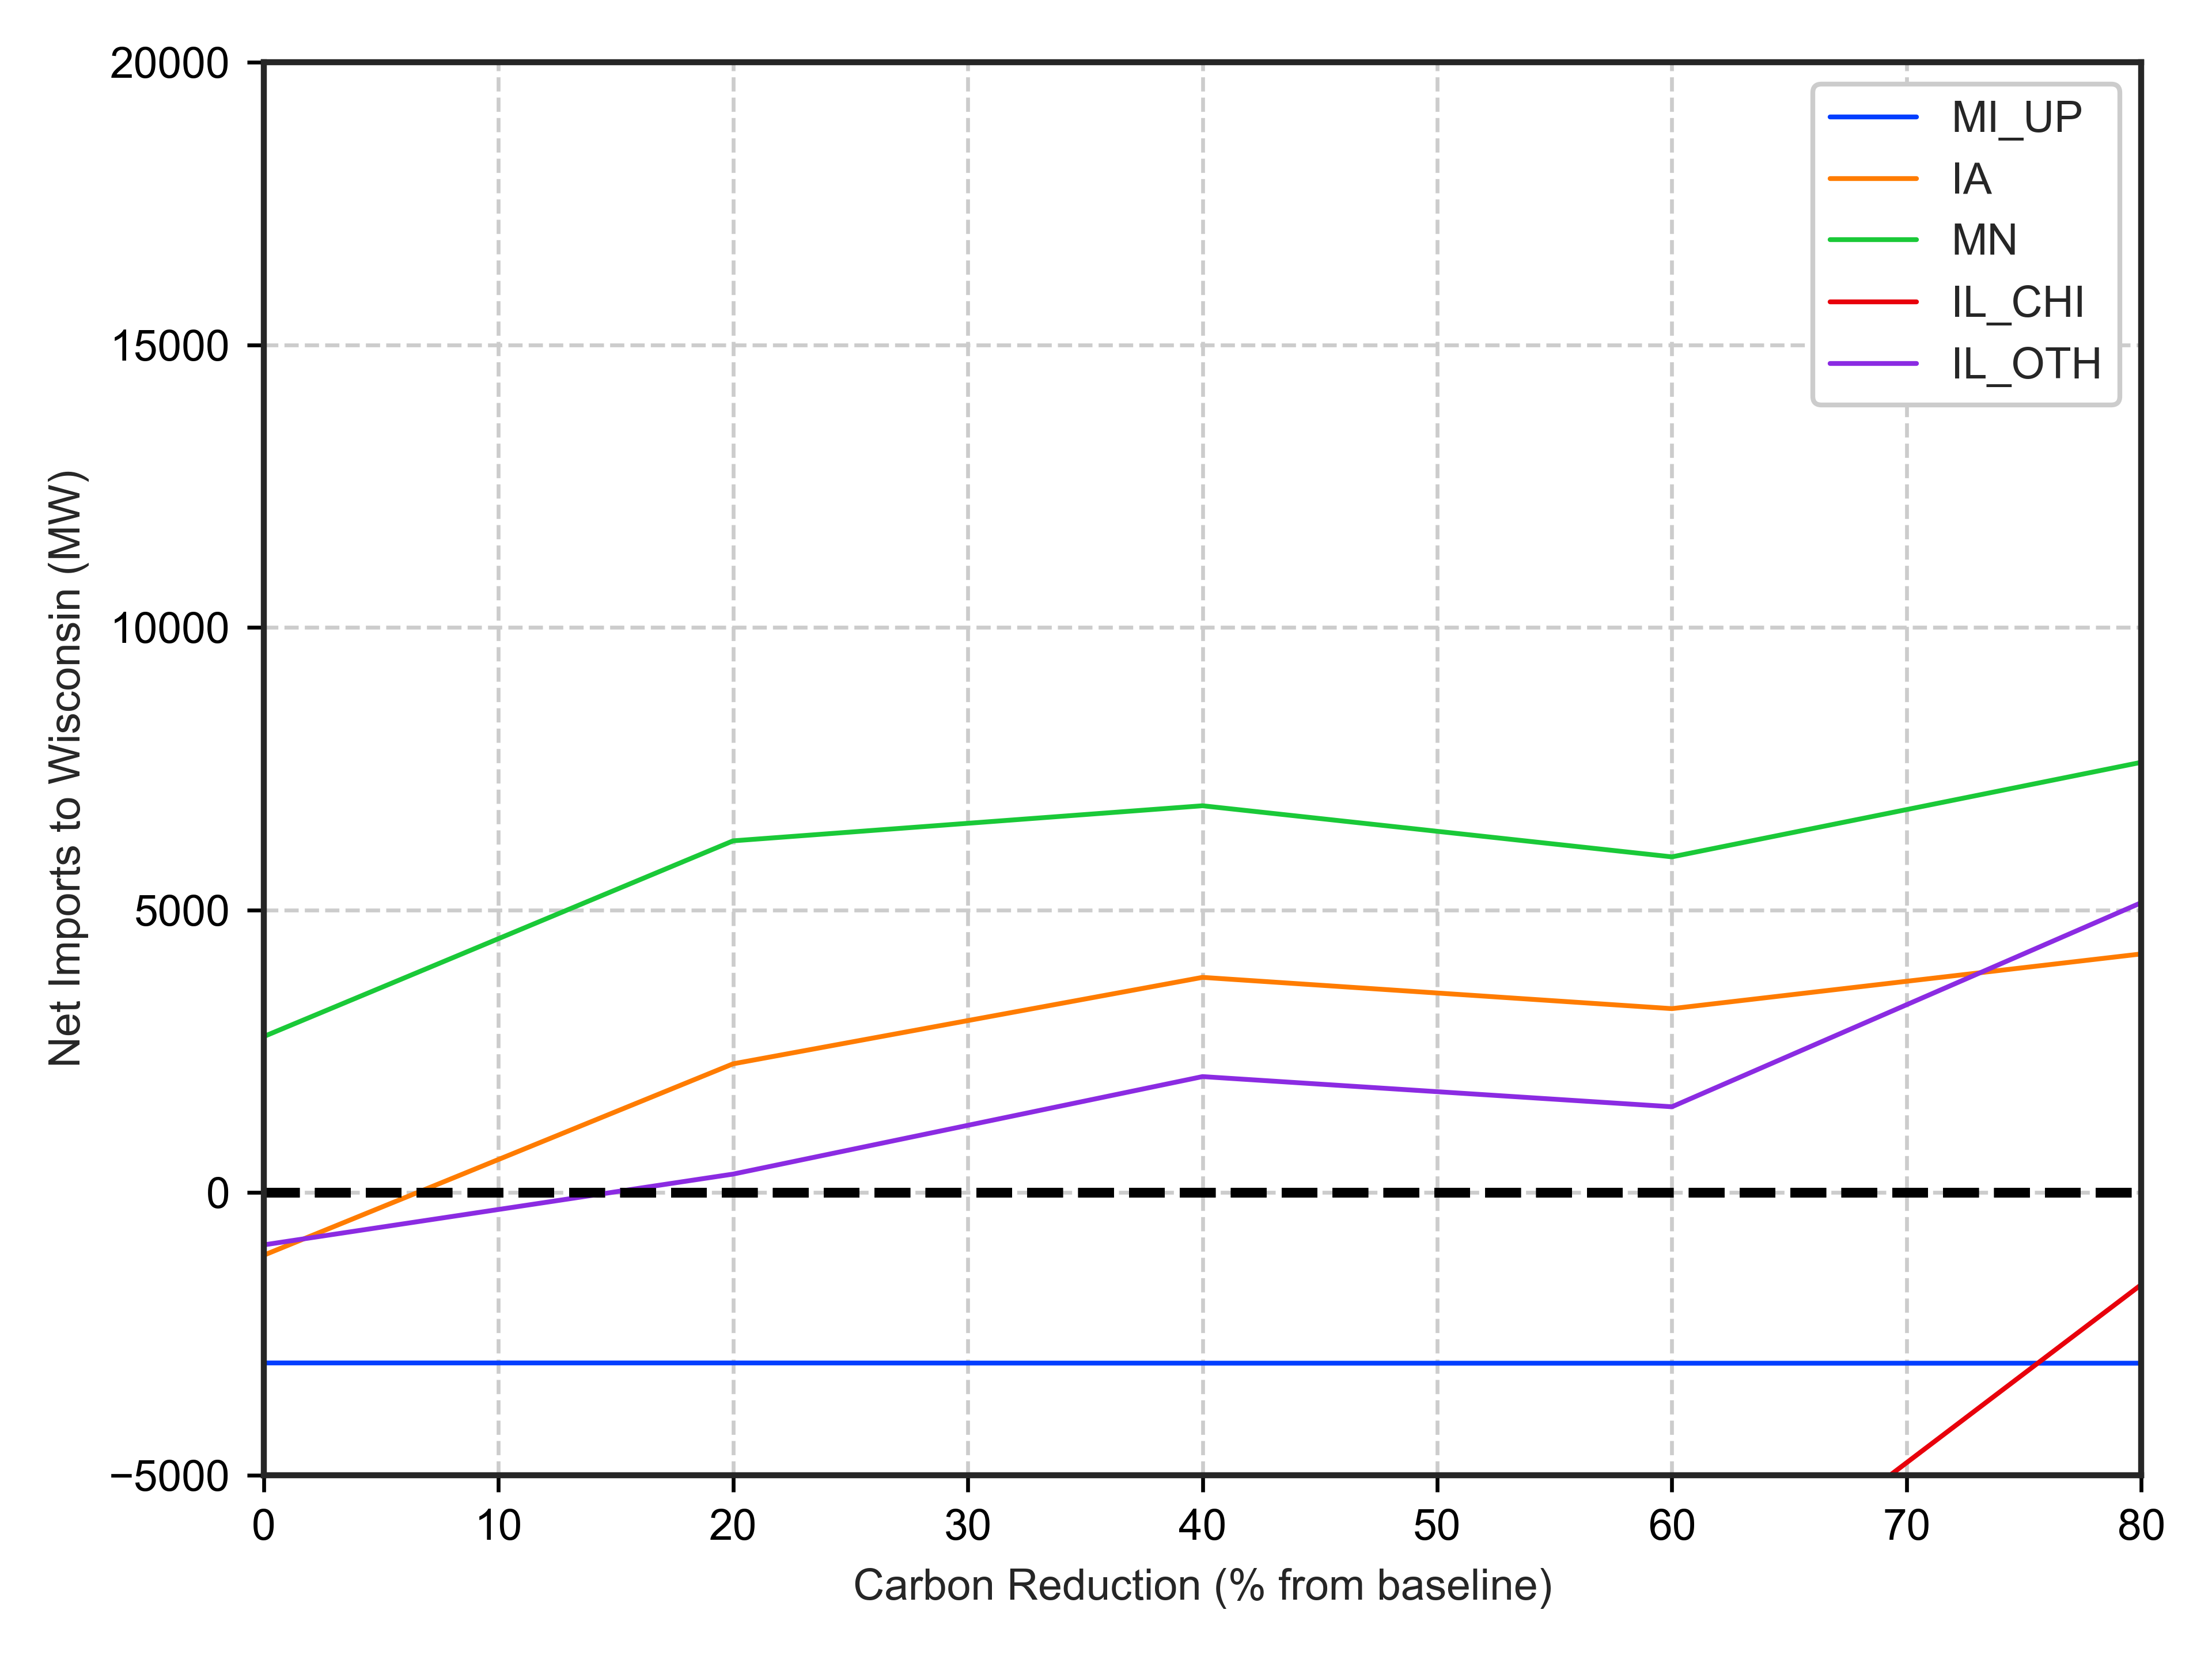 20000
15000
10000
5000
0
−5000
0 10 20 30 40 50 60 70 80
Net Imports to Wisconsin (MW)
Carbon Reduction (% from baseline)
MI_UP
IA
MN
IL_CHI
IL_OTH